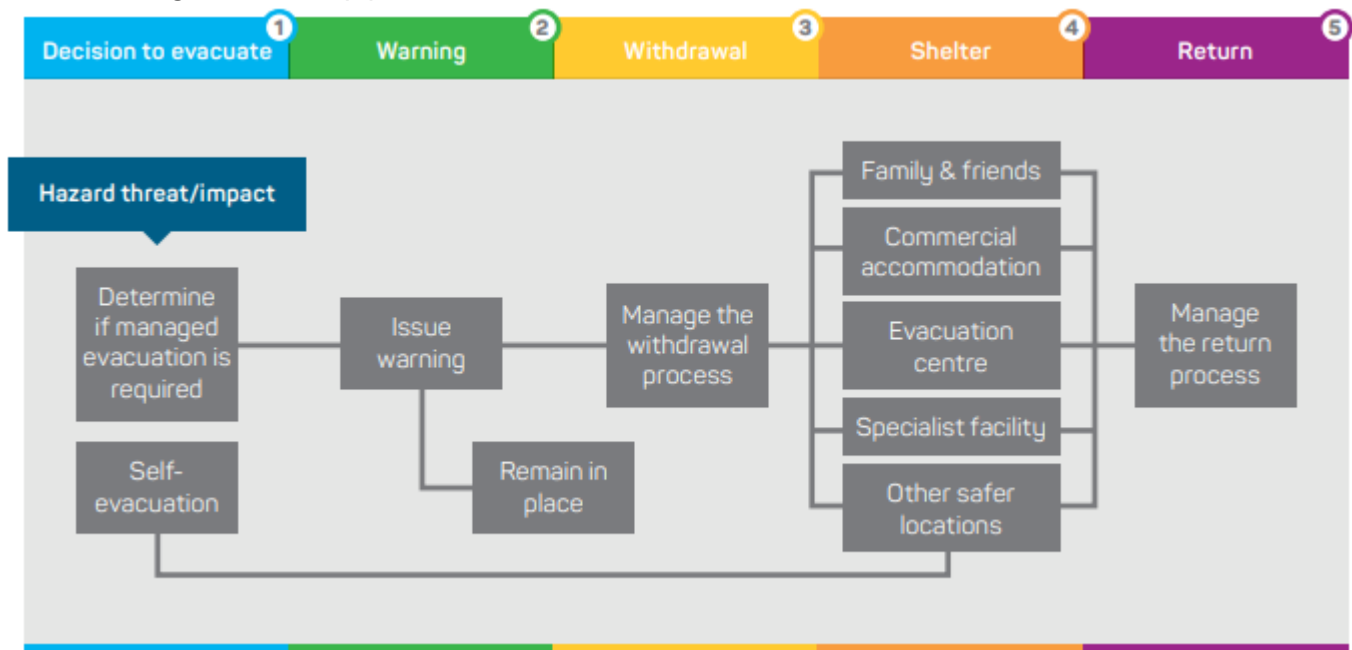 1
2
3
4
5
Decision to evacuate
Warning
Withdrawal
Shelter
Return
Hazard threat/impact
Determine
if managed
evacuation is
required
Self-
evacuation
Issue
warning
Remain in
place
Manage the
withdrawal
process
Family & friends
Commercial
accommodation
Evacuation
centre
Specialist facility
Other safer
locations
Manage
the return
process